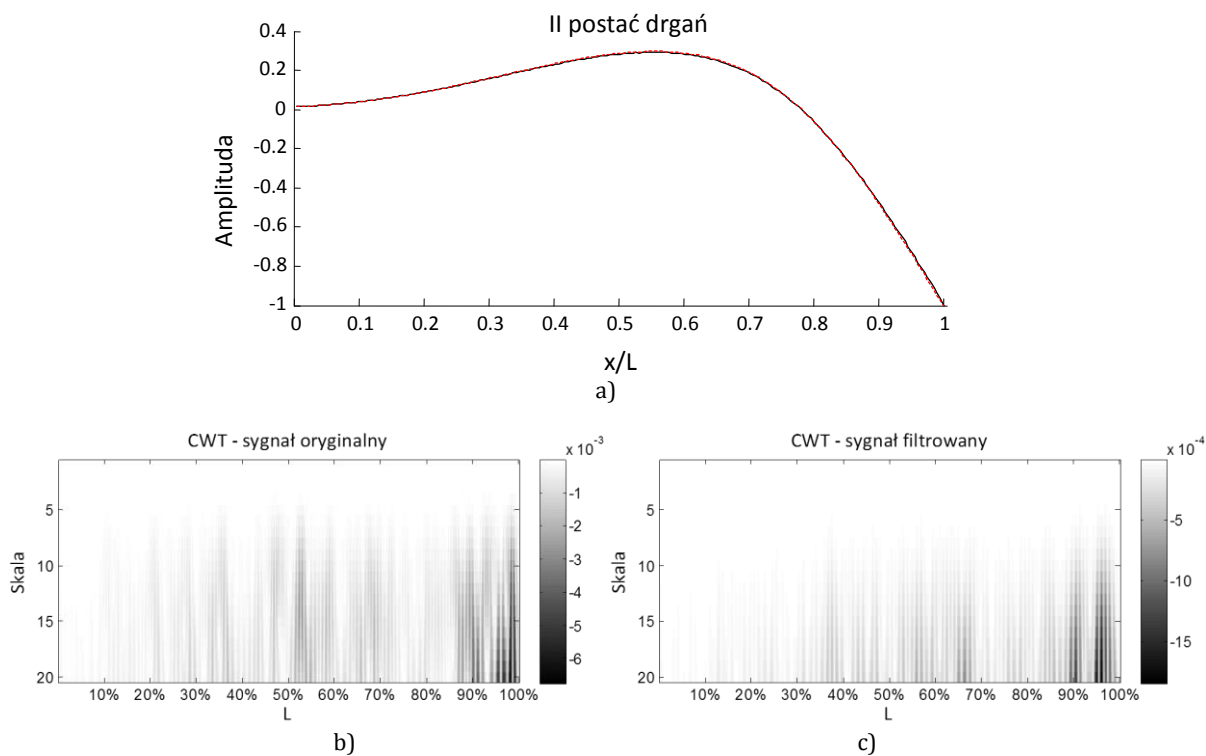 II postać drgań
0.4
0.2
0
-0.2
-0.4
-0.6
-0.8
-1
Amplituda
0 0.1 0.2 0.3 0.4 0.5 0.6 0.7 0.8 0.9 1
x/L
a)
CWT - sygnał oryginalny
x 10⁻³
5
10
15
20
Skala
-1
-2
-3
-4
-5
-6
10% 20% 30% 40% 50% 60% 70% 80% 90% 100%
L
b)
CWT - sygnał filtrowany
x 10⁻⁴
5
10
15
20
Skala
-5
-10
-15
10% 20% 30% 40% 50% 60% 70% 80% 90% 100%
L
c)